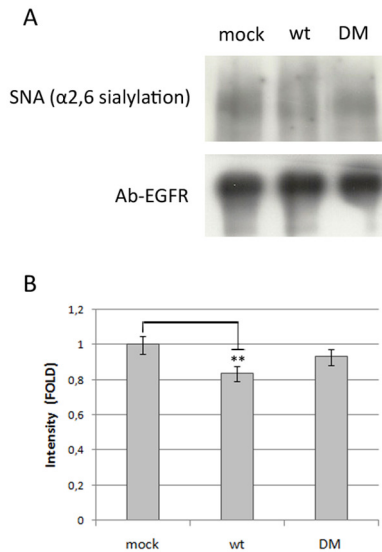 A
mock wt DM
SNA (α2,6 sialylation)
Ab-EGFR
B
1,2
1
0,8
0,6
0,4
0,2
0
Intensity (FOLD)
**
mock wt DM